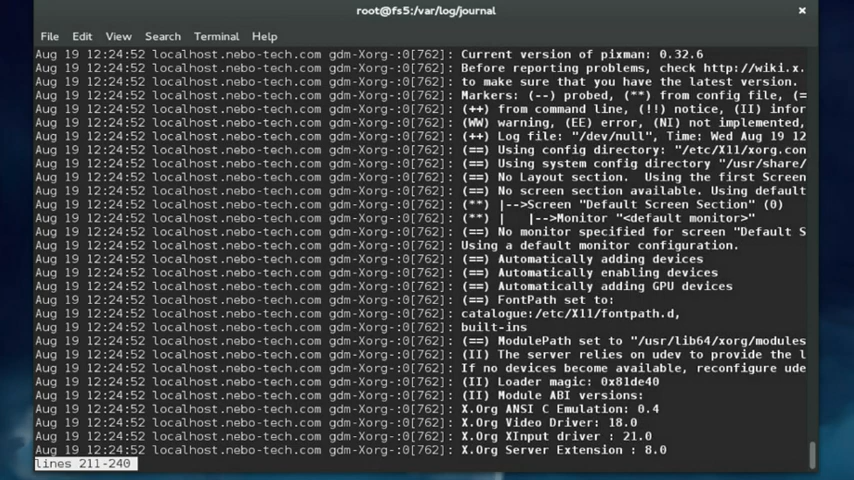 root@fs5:/var/log/journal
File Edit View Search Terminal Help
Aug 19 12:24:52 localhost.nebo-tech.com gdm-Xorg-:0[762]: Current version of pixman: 0.32.6
Aug 19 12:24:52 localhost.nebo-tech.com gdm-Xorg-:0[762]: Before reporting problems, check http://wiki.x.
Aug 19 12:24:52 localhost.nebo-tech.com gdm-Xorg-:0[762]: to make sure that you have the latest version.
Aug 19 12:24:52 localhost.nebo-tech.com gdm-Xorg-:0[762]: Markers: (--) probed, (**) from config file, (=
Aug 19 12:24:52 localhost.nebo-tech.com gdm-Xorg-:0[762]: (++) from command line, (!!) notice, (II) infor
Aug 19 12:24:52 localhost.nebo-tech.com gdm-Xorg-:0[762]: (WW) warning, (EE) error, (NI) not implemented,
Aug 19 12:24:52 localhost.nebo-tech.com gdm-Xorg-:0[762]: (++) Log file: "/dev/null", Time: Wed Aug 19 12
Aug 19 12:24:52 localhost.nebo-tech.com gdm-Xorg-:0[762]: (==) Using config directory: "/etc/X11/xorg.con
Aug 19 12:24:52 localhost.nebo-tech.com gdm-Xorg-:0[762]: (==) Using system config directory "/usr/share/
Aug 19 12:24:52 localhost.nebo-tech.com gdm-Xorg-:0[762]: (==) No Layout section.  Using the first Screen
Aug 19 12:24:52 localhost.nebo-tech.com gdm-Xorg-:0[762]: (==) No screen section available. Using default
Aug 19 12:24:52 localhost.nebo-tech.com gdm-Xorg-:0[762]: (**) |-->Screen "Default Screen Section" (0)
Aug 19 12:24:52 localhost.nebo-tech.com gdm-Xorg-:0[762]: (**) |   |-->Monitor "<default monitor>"
Aug 19 12:24:52 localhost.nebo-tech.com gdm-Xorg-:0[762]: (==) No monitor specified for screen "Default S
Aug 19 12:24:52 localhost.nebo-tech.com gdm-Xorg-:0[762]: Using a default monitor configuration.
Aug 19 12:24:52 localhost.nebo-tech.com gdm-Xorg-:0[762]: (==) Automatically adding devices
Aug 19 12:24:52 localhost.nebo-tech.com gdm-Xorg-:0[762]: (==) Automatically enabling devices
Aug 19 12:24:52 localhost.nebo-tech.com gdm-Xorg-:0[762]: (==) Automatically adding GPU devices
Aug 19 12:24:52 localhost.nebo-tech.com gdm-Xorg-:0[762]: (==) FontPath set to:
Aug 19 12:24:52 localhost.nebo-tech.com gdm-Xorg-:0[762]: catalogue:/etc/X11/fontpath.d,
Aug 19 12:24:52 localhost.nebo-tech.com gdm-Xorg-:0[762]: built-ins
Aug 19 12:24:52 localhost.nebo-tech.com gdm-Xorg-:0[762]: (==) ModulePath set to "/usr/lib64/xorg/modules
Aug 19 12:24:52 localhost.nebo-tech.com gdm-Xorg-:0[762]: (II) The server relies on udev to provide the l
Aug 19 12:24:52 localhost.nebo-tech.com gdm-Xorg-:0[762]: If no devices become available, reconfigure ude
Aug 19 12:24:52 localhost.nebo-tech.com gdm-Xorg-:0[762]: (II) Loader magic: 0x81de40
Aug 19 12:24:52 localhost.nebo-tech.com gdm-Xorg-:0[762]: (II) Module ABI versions:
Aug 19 12:24:52 localhost.nebo-tech.com gdm-Xorg-:0[762]: X.Org ANSI C Emulation: 0.4
Aug 19 12:24:52 localhost.nebo-tech.com gdm-Xorg-:0[762]: X.Org Video Driver: 18.0
Aug 19 12:24:52 localhost.nebo-tech.com gdm-Xorg-:0[762]: X.Org XInput driver : 21.0
Aug 19 12:24:52 localhost.nebo-tech.com gdm-Xorg-:0[762]: X.Org Server Extension : 8.0
lines 211-240